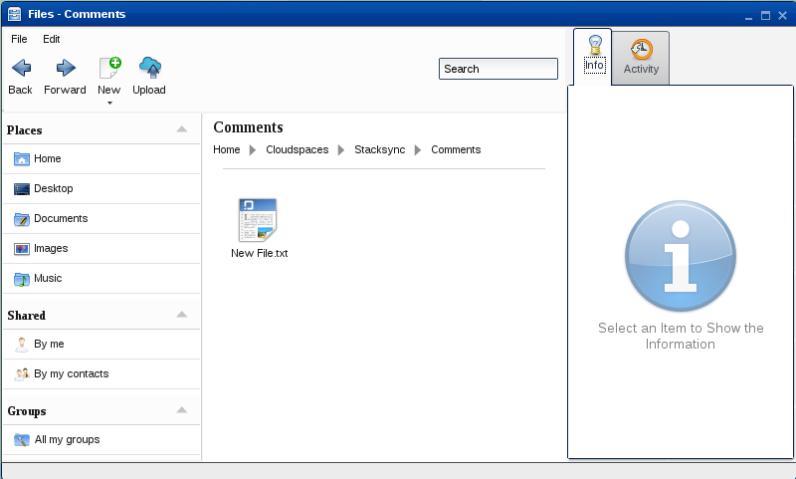 Files - Comments
File Edit
Back Forward New Upload
Search
Info
Activity
Places
Home
Desktop
Documents
Images
Music
Shared
By me
By my contacts
Groups
All my groups
Comments
Home Cloudspaces Stacksync Comments
New File.txt
Select an Item to Show the
Information